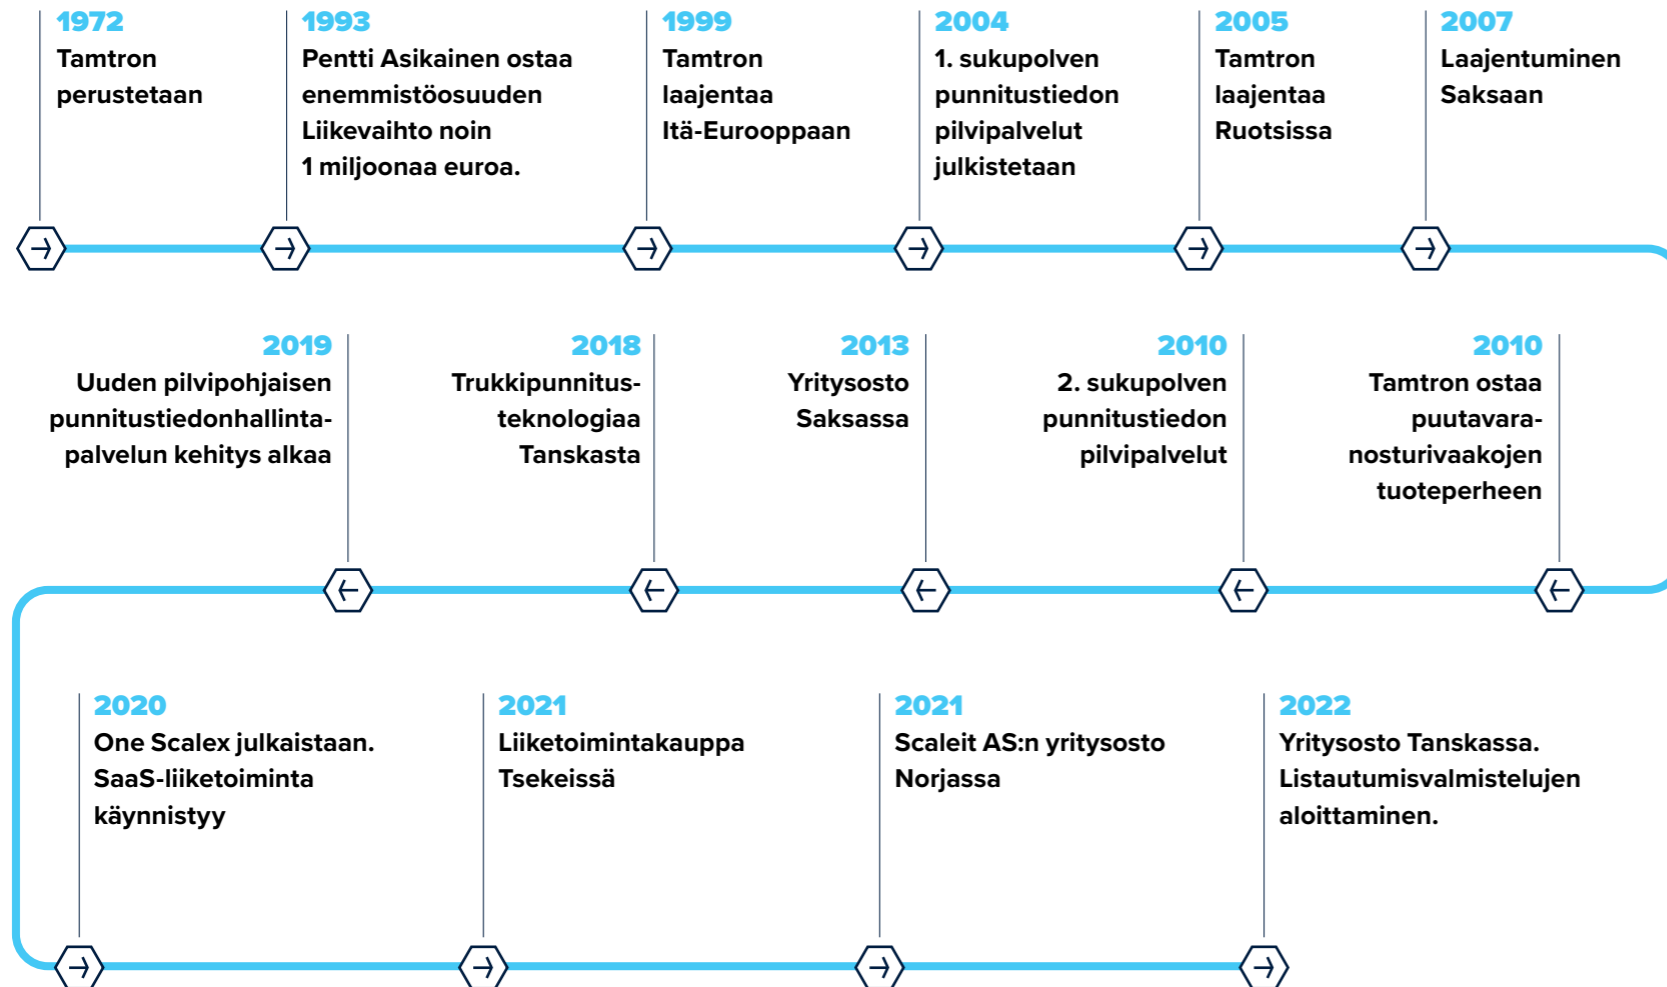 1972
Tamtron
perustetaan
1993
Pentti Asikainen ostaa
enemmistöosuuden
Liikevaihto noin
1 miljoonaa euroa.
1999
Tamtron
laajentaa
Itä-Eurooppaan
2004
1. sukupolven
punnitustiedon
pilvipalvelut
julkistetaan
2005
Tamtron
laajentaa
Ruotsissa
2007
Laajentuminen
Saksaan
2010
Tamtron ostaa
puutavara-
nosturivaakojen
tuoteperheen
2010
2. sukupolven
punnitustiedon
pilvipalvelut
2013
Yritysosto
Saksassa
2018
Trukkipunnitus-
teknologiaa
Tanskasta
2019
Uuden pilvipohjaisen
punnitustiedonhallinta-
palvelun kehitys alkaa
2020
One Scalex julkaistaan.
SaaS-liiketoiminta
käynnistyy
2021
Liiketoimintakauppa
Tsekeissä
2021
Scaleit AS:n yritysosto
Norjassa
2022
Yritysosto Tanskassa.
Listautumisvalmistelujen
aloittaminen.